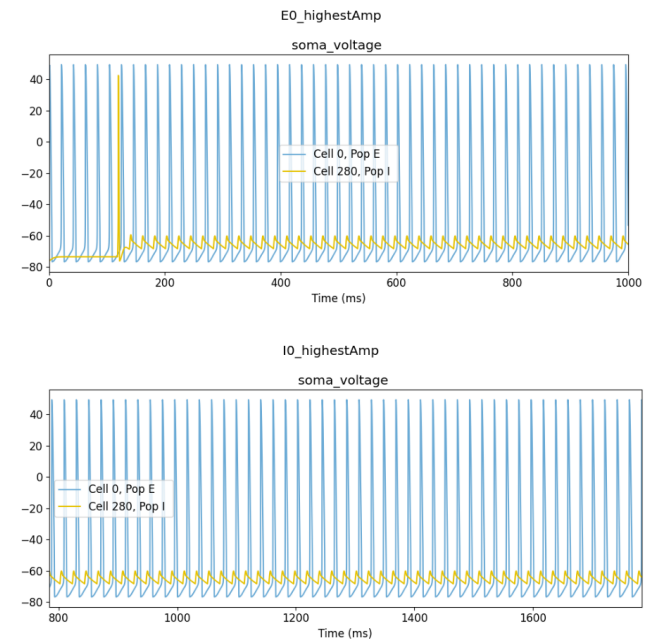 E0_highestAmp
soma_voltage
40
20
0
−20
−40
−60
−80
Cell 0, Pop E
Cell 280, Pop I
0 200 400 600 800 1000
Time (ms)
I0_highestAmp
soma_voltage
40
20
0
−20
−40
−60
−80
Cell 0, Pop E
Cell 280, Pop I
800 1000 1200 1400 1600
Time (ms)